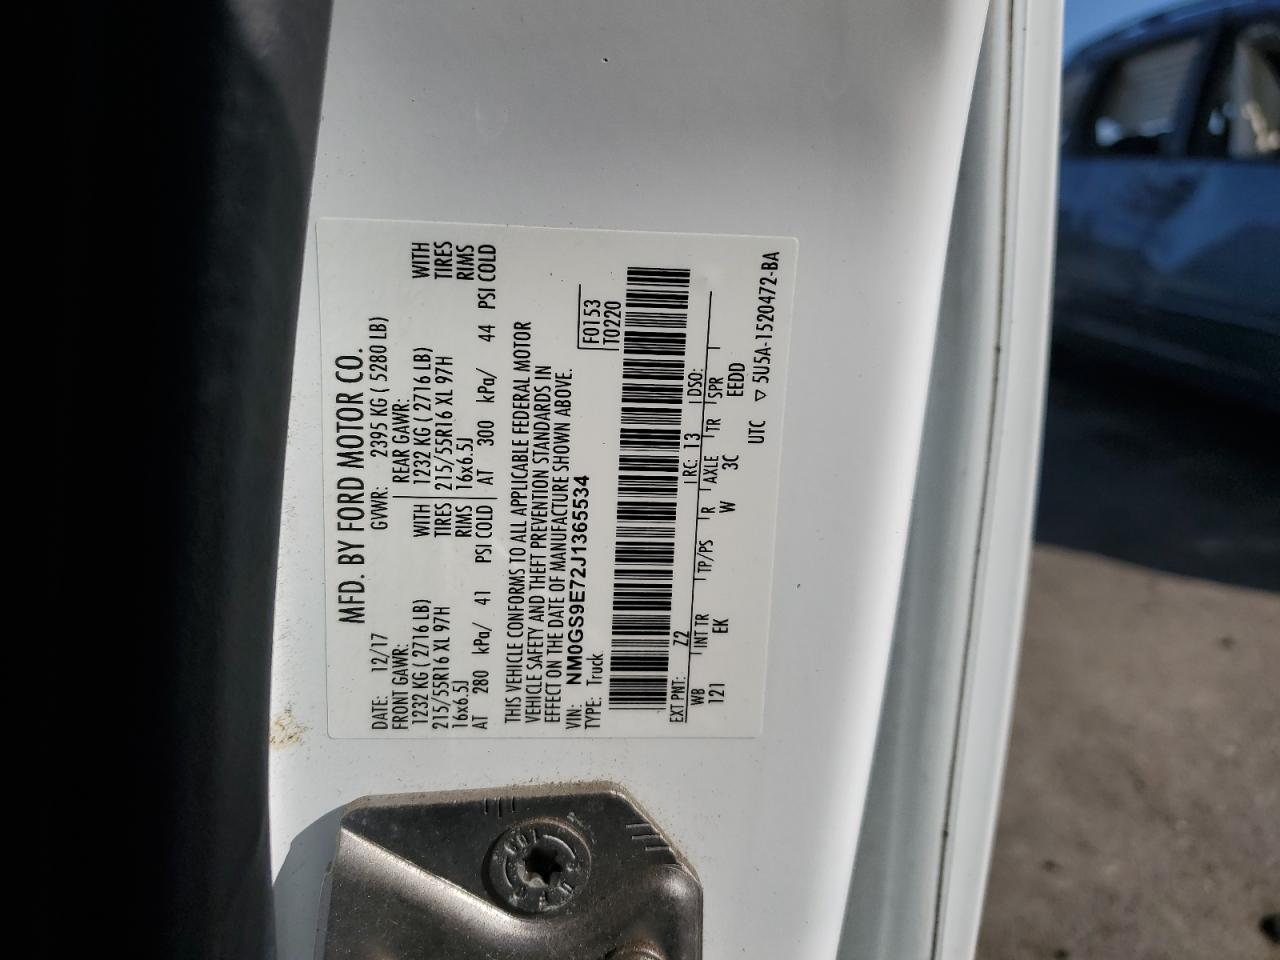 MFD. BY FORD MOTOR CO.
DATE: 12/17 GVWR: 2395 KG ( 5280 LB)
FRONT GAWR: REAR GAWR:
1232 KG ( 2716 LB) WITH 1232 KG ( 2716 LB) WITH
215/55R16 XL 97H TIRES 215/55R16 XL 97H TIRES
16x6.5J RIMS 16x6.5J RIMS
AT 280 kPa/ 41 PSI COLD AT 300 kPa/ 44 PSI COLD
THIS VEHICLE CONFORMS TO ALL APPLICABLE FEDERAL MOTOR
VEHICLE SAFETY AND THEFT PREVENTION STANDARDS IN
EFFECT ON THE DATE OF MANUFACTURE SHOWN ABOVE.
VIN: NM0GS9E72J1365534 F0153
TYPE: Truck T0220
EXT PNT: Z2 RC: 13 DSO:
WB INT TR TP/PS R AXLE TR SPR
121 EK W 3C EEDD
UTC ▽ 5U5A-1520472-BA